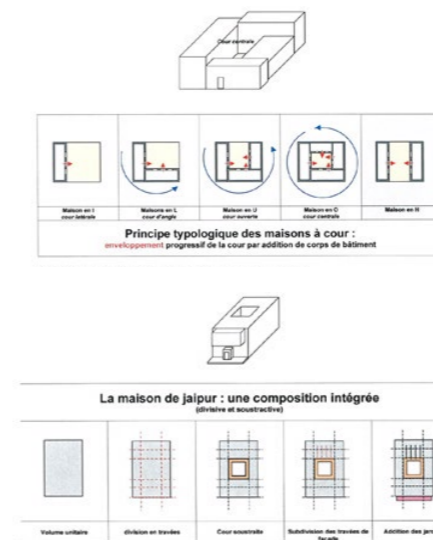 Cour centrale
Maison en I
cour latérale
Maisons en L
cour d'angle
Maison en U
cour ouverte
Maison en O
cour centrale
Maison en H
Principe typologique des maisons à cour :
enveloppement progressif de la cour par addition de corps de bâtiment
La maison de jaipur : une composition intégrée
(divisive et soustractive)
Volume unitaire
division en travées
Cour soustraite
Subdivision des travées de
façade
Addition des